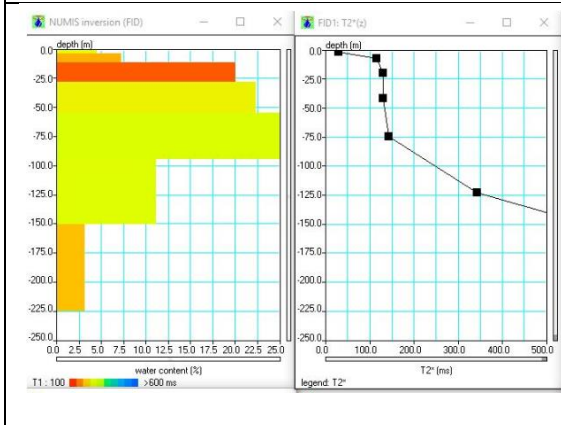 NUMIS inversion (FID)
depth (m)
0.0
-25.0
-50.0
-75.0
-100.0
-125.0
-150.0
-175.0
-200.0
-225.0
-250.0
0.0 2.5 5.0 7.5 10.0 12.5 15.0 17.5 20.0 22.5 25.0
water content (%)
T1 : 100 >600 ms
FID1: T2*(z)
depth (m)
0.0
-25.0
-50.0
-75.0
-100.0
-125.0
-150.0
-175.0
-200.0
-225.0
-250.0
0.0 100.0 200.0 300.0 400.0 500.0
T2* (ms)
legend: T2*